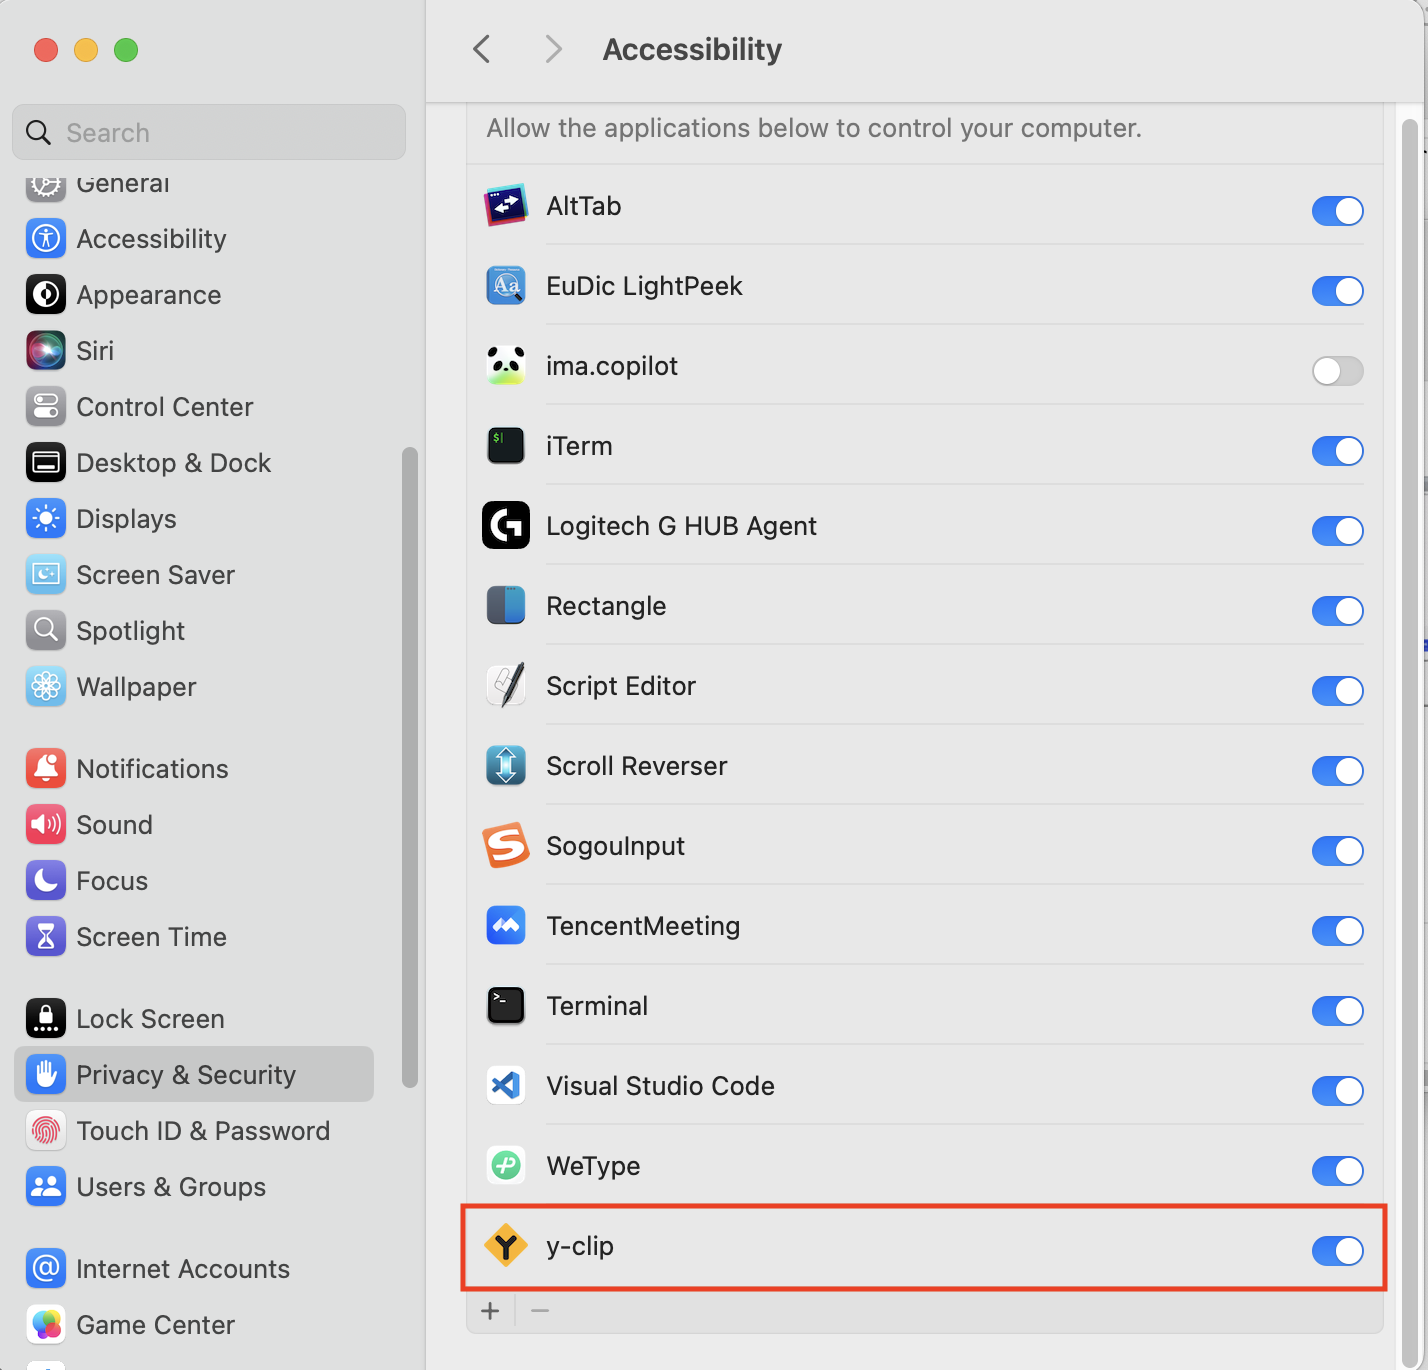 Accessibility
Search
Allow the applications below to control your computer.
General
Accessibility
Appearance
Siri
Control Center
Desktop & Dock
Displays
Screen Saver
Spotlight
Wallpaper
Notifications
Sound
Focus
Screen Time
Lock Screen
Privacy & Security
Touch ID & Password
Users & Groups
Internet Accounts
Game Center
AltTab
Aa
EuDic LightPeek
ima.copilot
$
iTerm
Logitech G HUB Agent
Rectangle
Script Editor
Scroll Reverser
S
SogouInput
TencentMeeting
>_
Terminal
Visual Studio Code
WeType
Y
y-clip
+ −